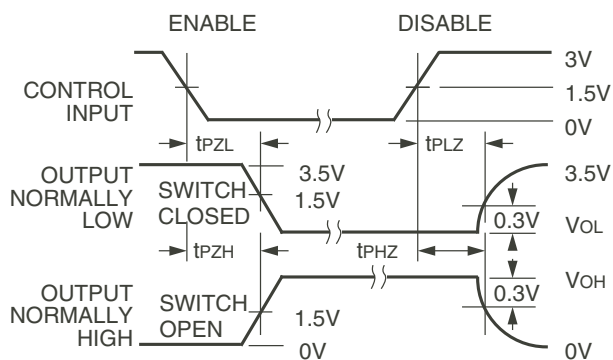 ENABLE DISABLE
3V
CONTROL
INPUT
1.5V
0V
tPZL tPLZ
OUTPUT
NORMALLY
LOW
SWITCH
CLOSED
3.5V
1.5V
3.5V
0.3V
VOL
tPZH tPHZ
OUTPUT
NORMALLY
HIGH
SWITCH
OPEN
1.5V
0V
VOH
0.3V
0V